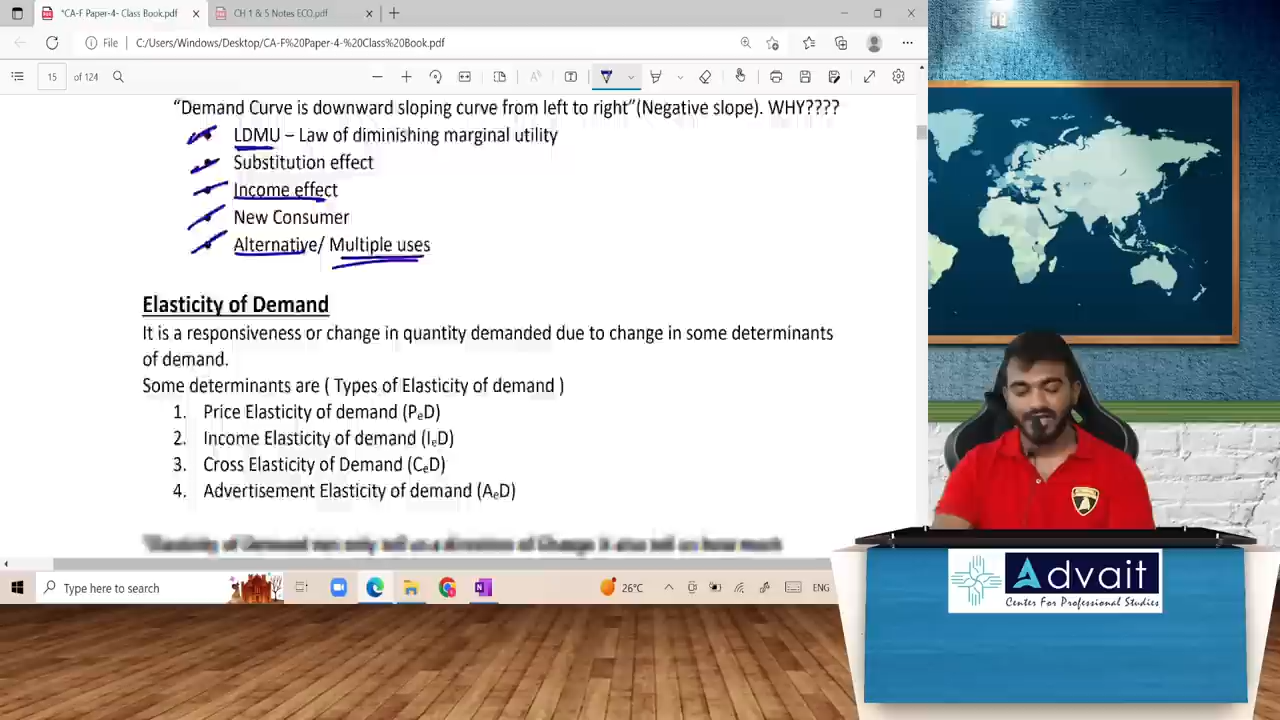 *CA-F Paper-4- Class Book.pdf
CH 1 & 5 Notes ECO.pdf
File
C:/Users/Windows/Desktop/CA-F%20Paper-4-%20Class%20Book.pdf
15 of 124
“Demand Curve is downward sloping curve from left to right”(Negative slope). WHY????
LDMU – Law of diminishing marginal utility
Substitution effect
Income effect
New Consumer
Alternative/ Multiple uses
Elasticity of Demand
It is a responsiveness or change in quantity demanded due to change in some determinants
of demand.
Some determinants are ( Types of Elasticity of demand )
1. Price Elasticity of demand (PₑD)
2. Income Elasticity of demand (IₑD)
3. Cross Elasticity of Demand (CₑD)
4. Advertisement Elasticity of demand (AₑD)
Type here to search
26°C
ENG
Advait
Center For Professional Studies